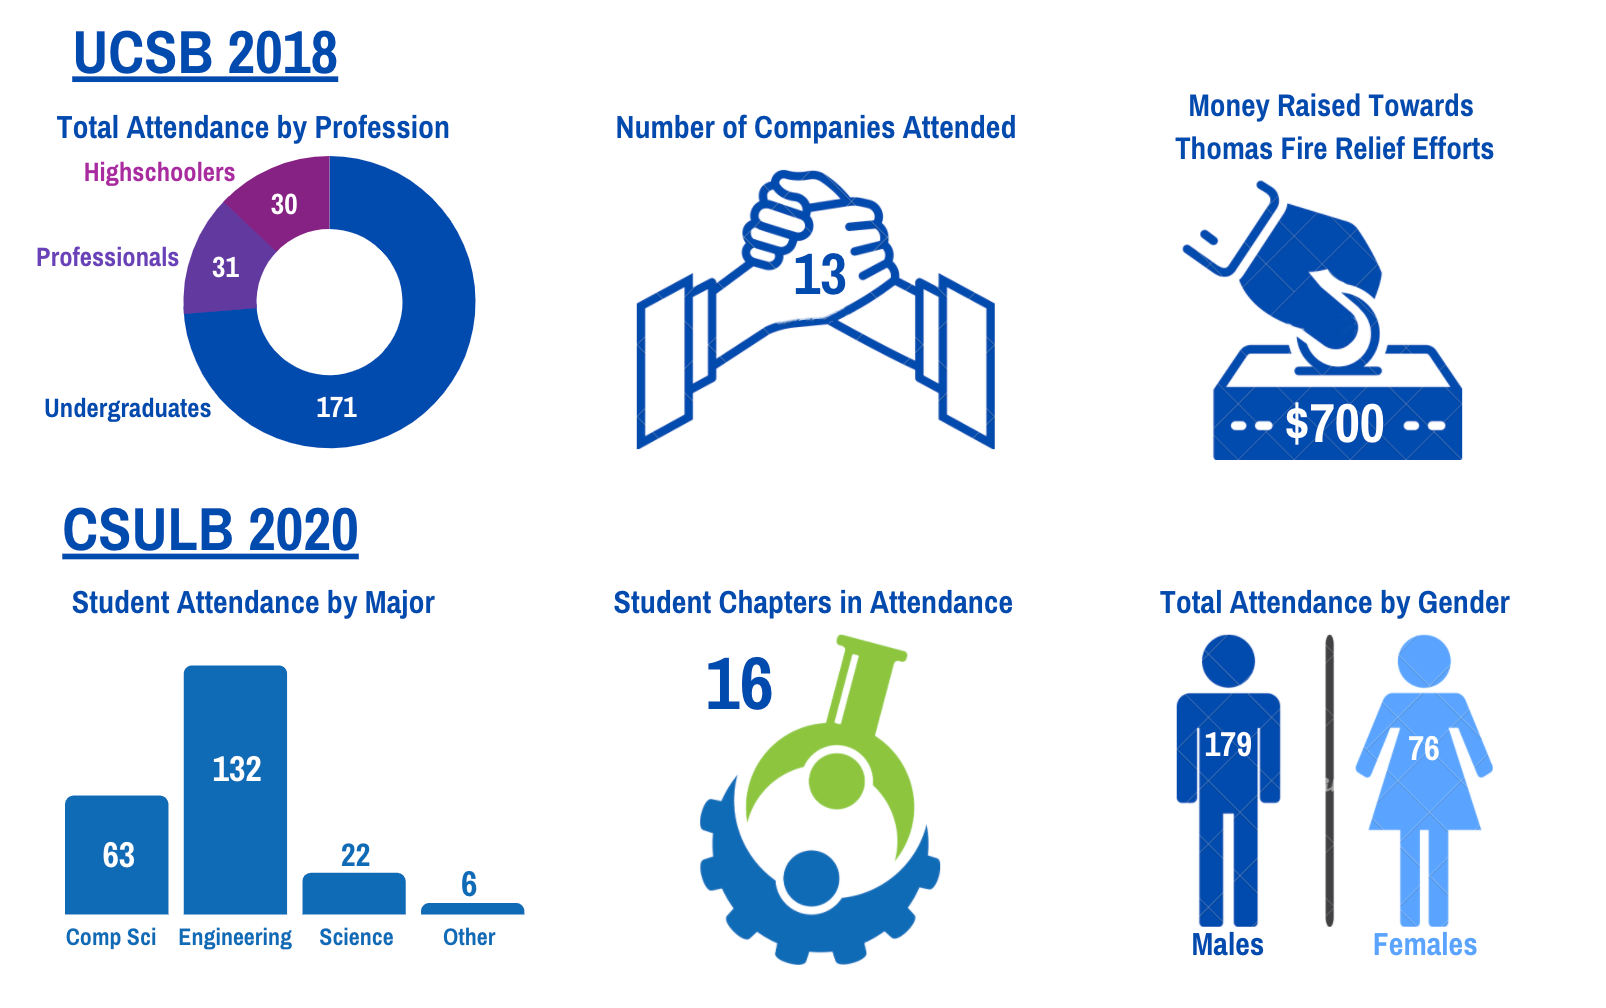 UCSB 2018
Total Attendance by Profession
Highschoolers
30
Professionals
31
Undergraduates
171
Number of Companies Attended
13
Money Raised Towards
Thomas Fire Relief Efforts
$700
CSULB 2020
Student Attendance by Major
63
132
22
6
Comp Sci
Engineering
Science
Other
Student Chapters in Attendance
16
Total Attendance by Gender
179
76
Males
Females